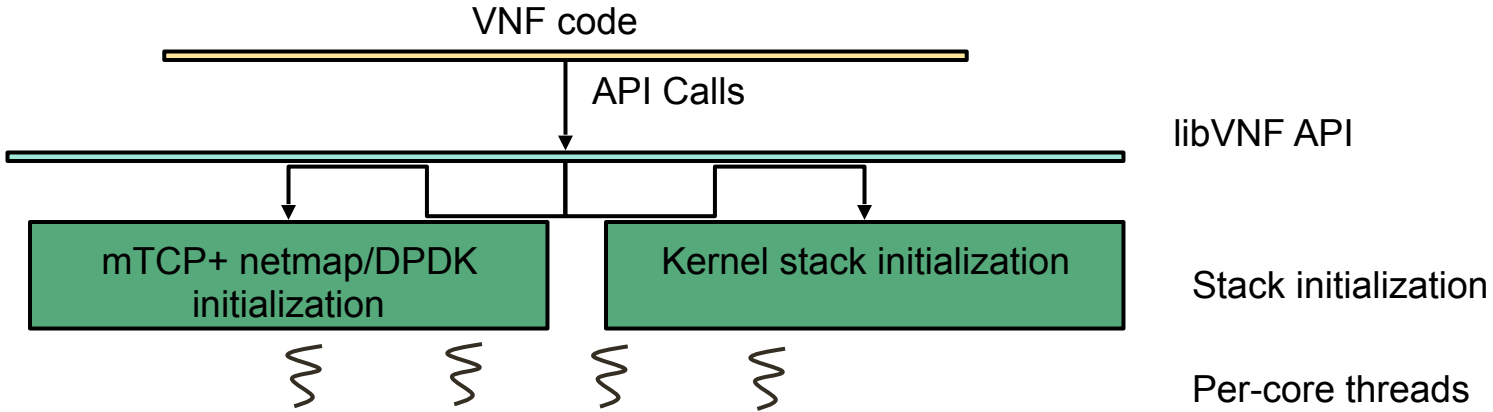 VNF code
API Calls
libVNF API
mTCP+ netmap/DPDK
initialization
Kernel stack initialization
Stack initialization
Per-core threads